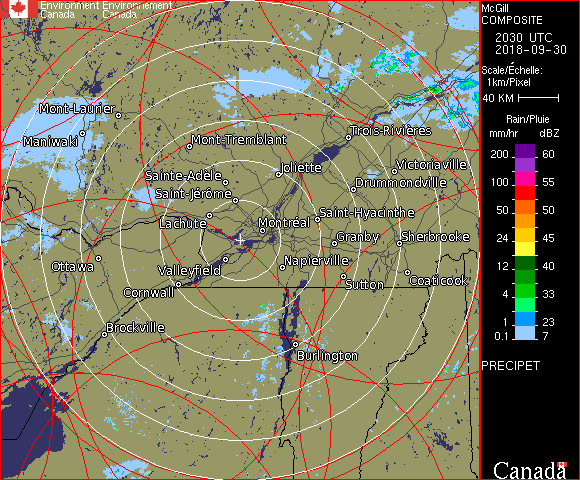 Environment Environnement
Canada Canada
McGill
COMPOSITE
2030 UTC
2018-09-30
Scale/Échelle:
1km/Pixel
40 KM
Rain/Pluie
mm/hr dBZ
200 60
100 55
50 50
24 45
12 40
4 33
1 23
0.1 7
PRECIPET
Canada
Mont-Laurier
Maniwaki
Mont-Tremblant
Trois-Rivières
Sainte-Adèle
Joliette
Victoriaville
Saint-Jérôme
Drummondville
Lachute
Montréal
Saint-Hyacinthe
Granby
Sherbrooke
Ottawa
Valleyfield
Napierville
Cornwall
Sutton
Coaticook
Brockville
Burlington